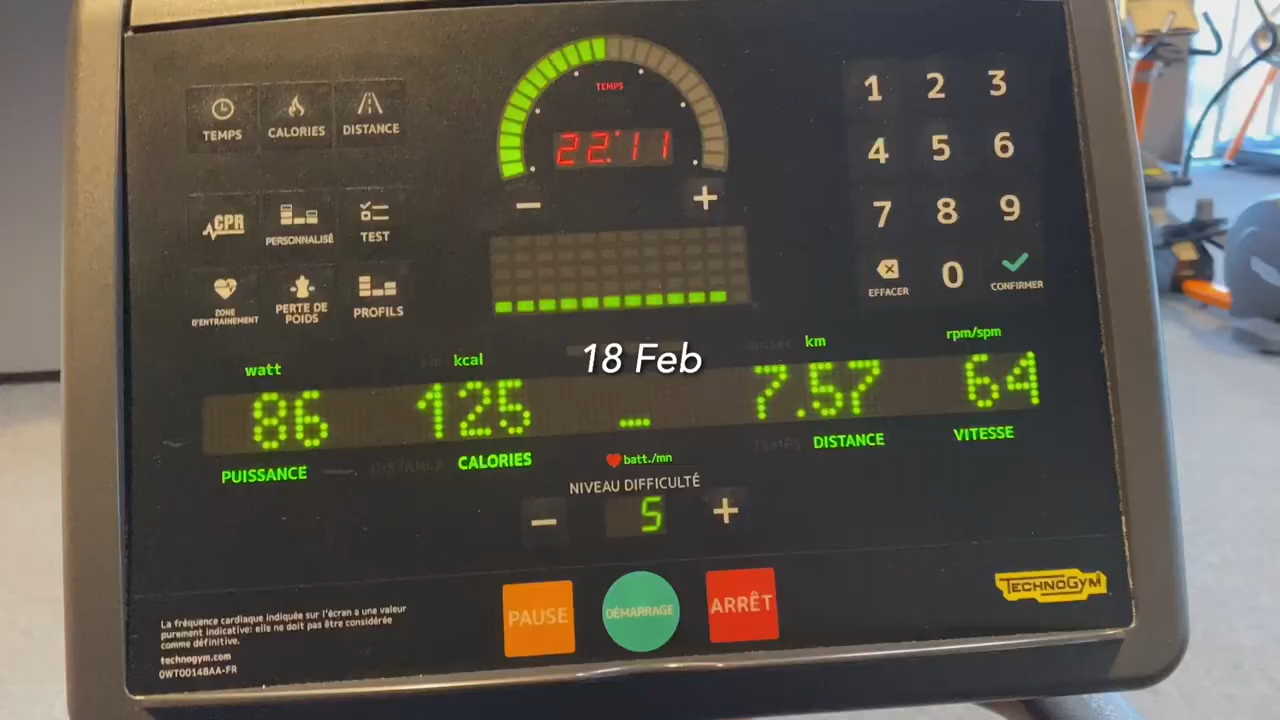 TEMPS
CALORIES
DISTANCE
TEMPS
22:11
1 2 3
4 5 6
CPR
PERSONNALISÉ
TEST
7 8 9
ZONE
D'ENTRAINEMENT
PERTE DE
POIDS
PROFILS
EFFACER
0
CONFIRMER
18 Feb
watt
kcal
km
rpm/spm
86
125
7.57
64
PUISSANCE
CALORIES
batt./mn
DISTANCE
VITESSE
NIVEAU DIFFICULTÉ
5
PAUSE
DÉMARRAGE
ARRÊT
TECHNOGYM
La fréquence cardiaque indiquée sur l'écran a une valeur
purement indicative: elle ne doit pas être considérée
comme définitive.
technogym.com
0WT00148AA-FR